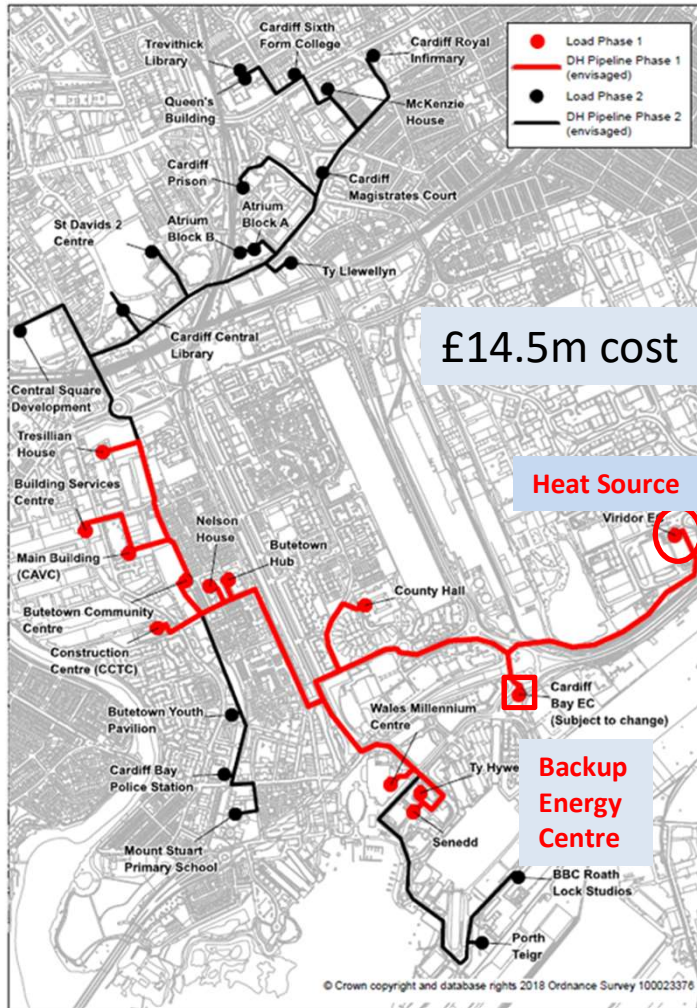 Trevithick
Library
Cardiff Sixth
Form College
Cardiff Royal
Infirmary
Load Phase 1
DH Pipeline Phase 1
(envisaged)
Load Phase 2
DH Pipeline Phase 2
(envisaged)
Queen's
Building
McKenzie
House
Cardiff
Prison
Cardiff
Magistrates Court
Atrium
Block A
Atrium
Block B
St Davids 2
Centre
Ty Llewellyn
Cardiff Central
Library
£14.5m cost
Central Square
Development
Tresillian
House
Heat Source
Building Services
Centre
Viridor
Nelson
House
Butetown
Hub
Main Building
(CAVC)
County Hall
Butetown Community
Centre
Construction
Centre (CCTC)
Cardiff
Bay EC
(Subject to change)
Wales Millennium
Centre
Butetown Youth
Pavilion
Ty Hywe
Backup
Energy
Centre
Cardiff Bay
Police Station
Senedd
Mount Stuart
Primary School
BBC Roath
Lock Studios
Porth
Teigr
© Crown copyright and database rights 2018 Ordnance Survey 100023376